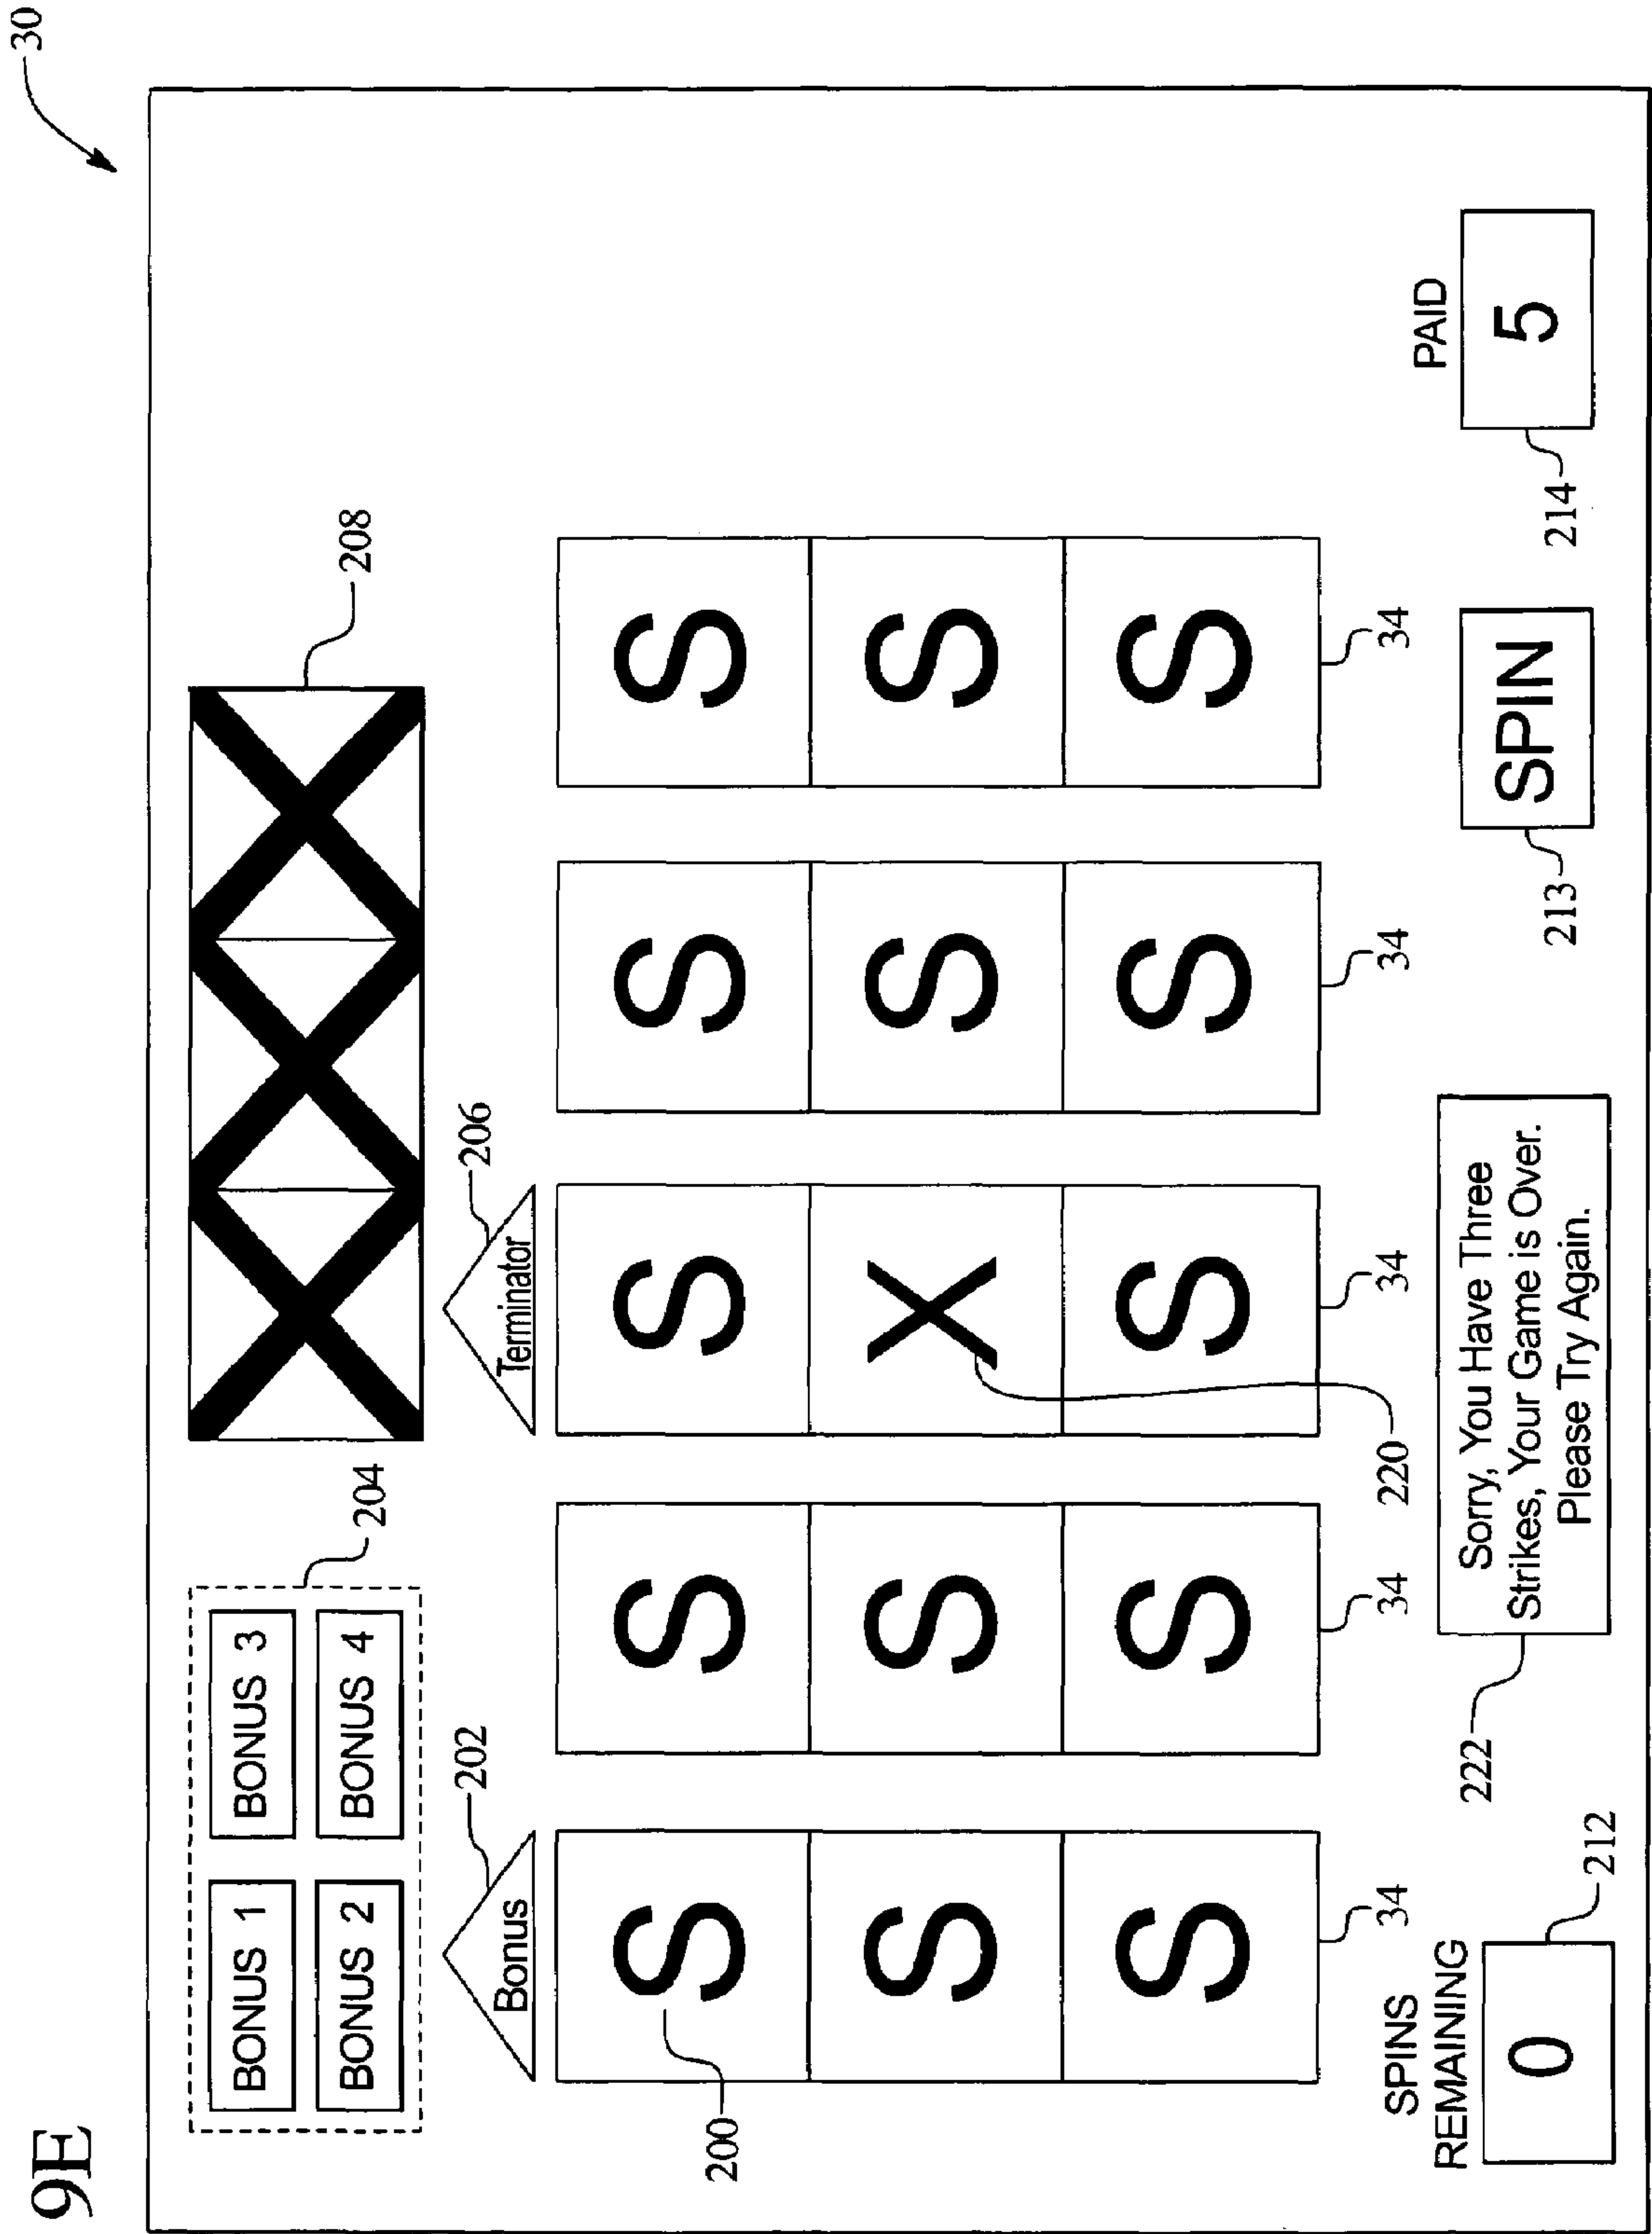 9E
30
BONUS 1
BONUS 3
BONUS 2
BONUS 4
204
208
Bonus
202
Terminator
206
S S S S S
S S X S S
S S S S S
200
220
34 34 34 34 34
SPINS
REMAINING
0
212
222
Sorry, You Have Three
Strikes, Your Game is Over.
Please Try Again.
213
SPIN
PAID
5
214